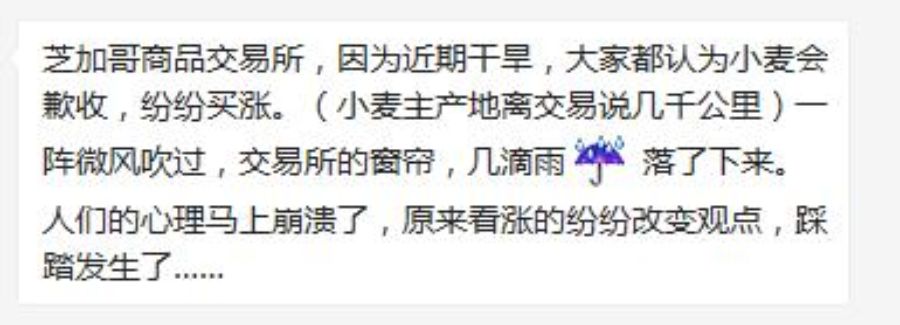 芝加哥商品交易所，因为近期干旱，大家都认为小麦会
歉收，纷纷买涨。（小麦主产地离交易说几千公里）一
阵微风吹过，交易所的窗帘，几滴雨☔ 落了下来。
人们的心理马上崩溃了，原来看涨的纷纷改变观点，踩
踏发生了……